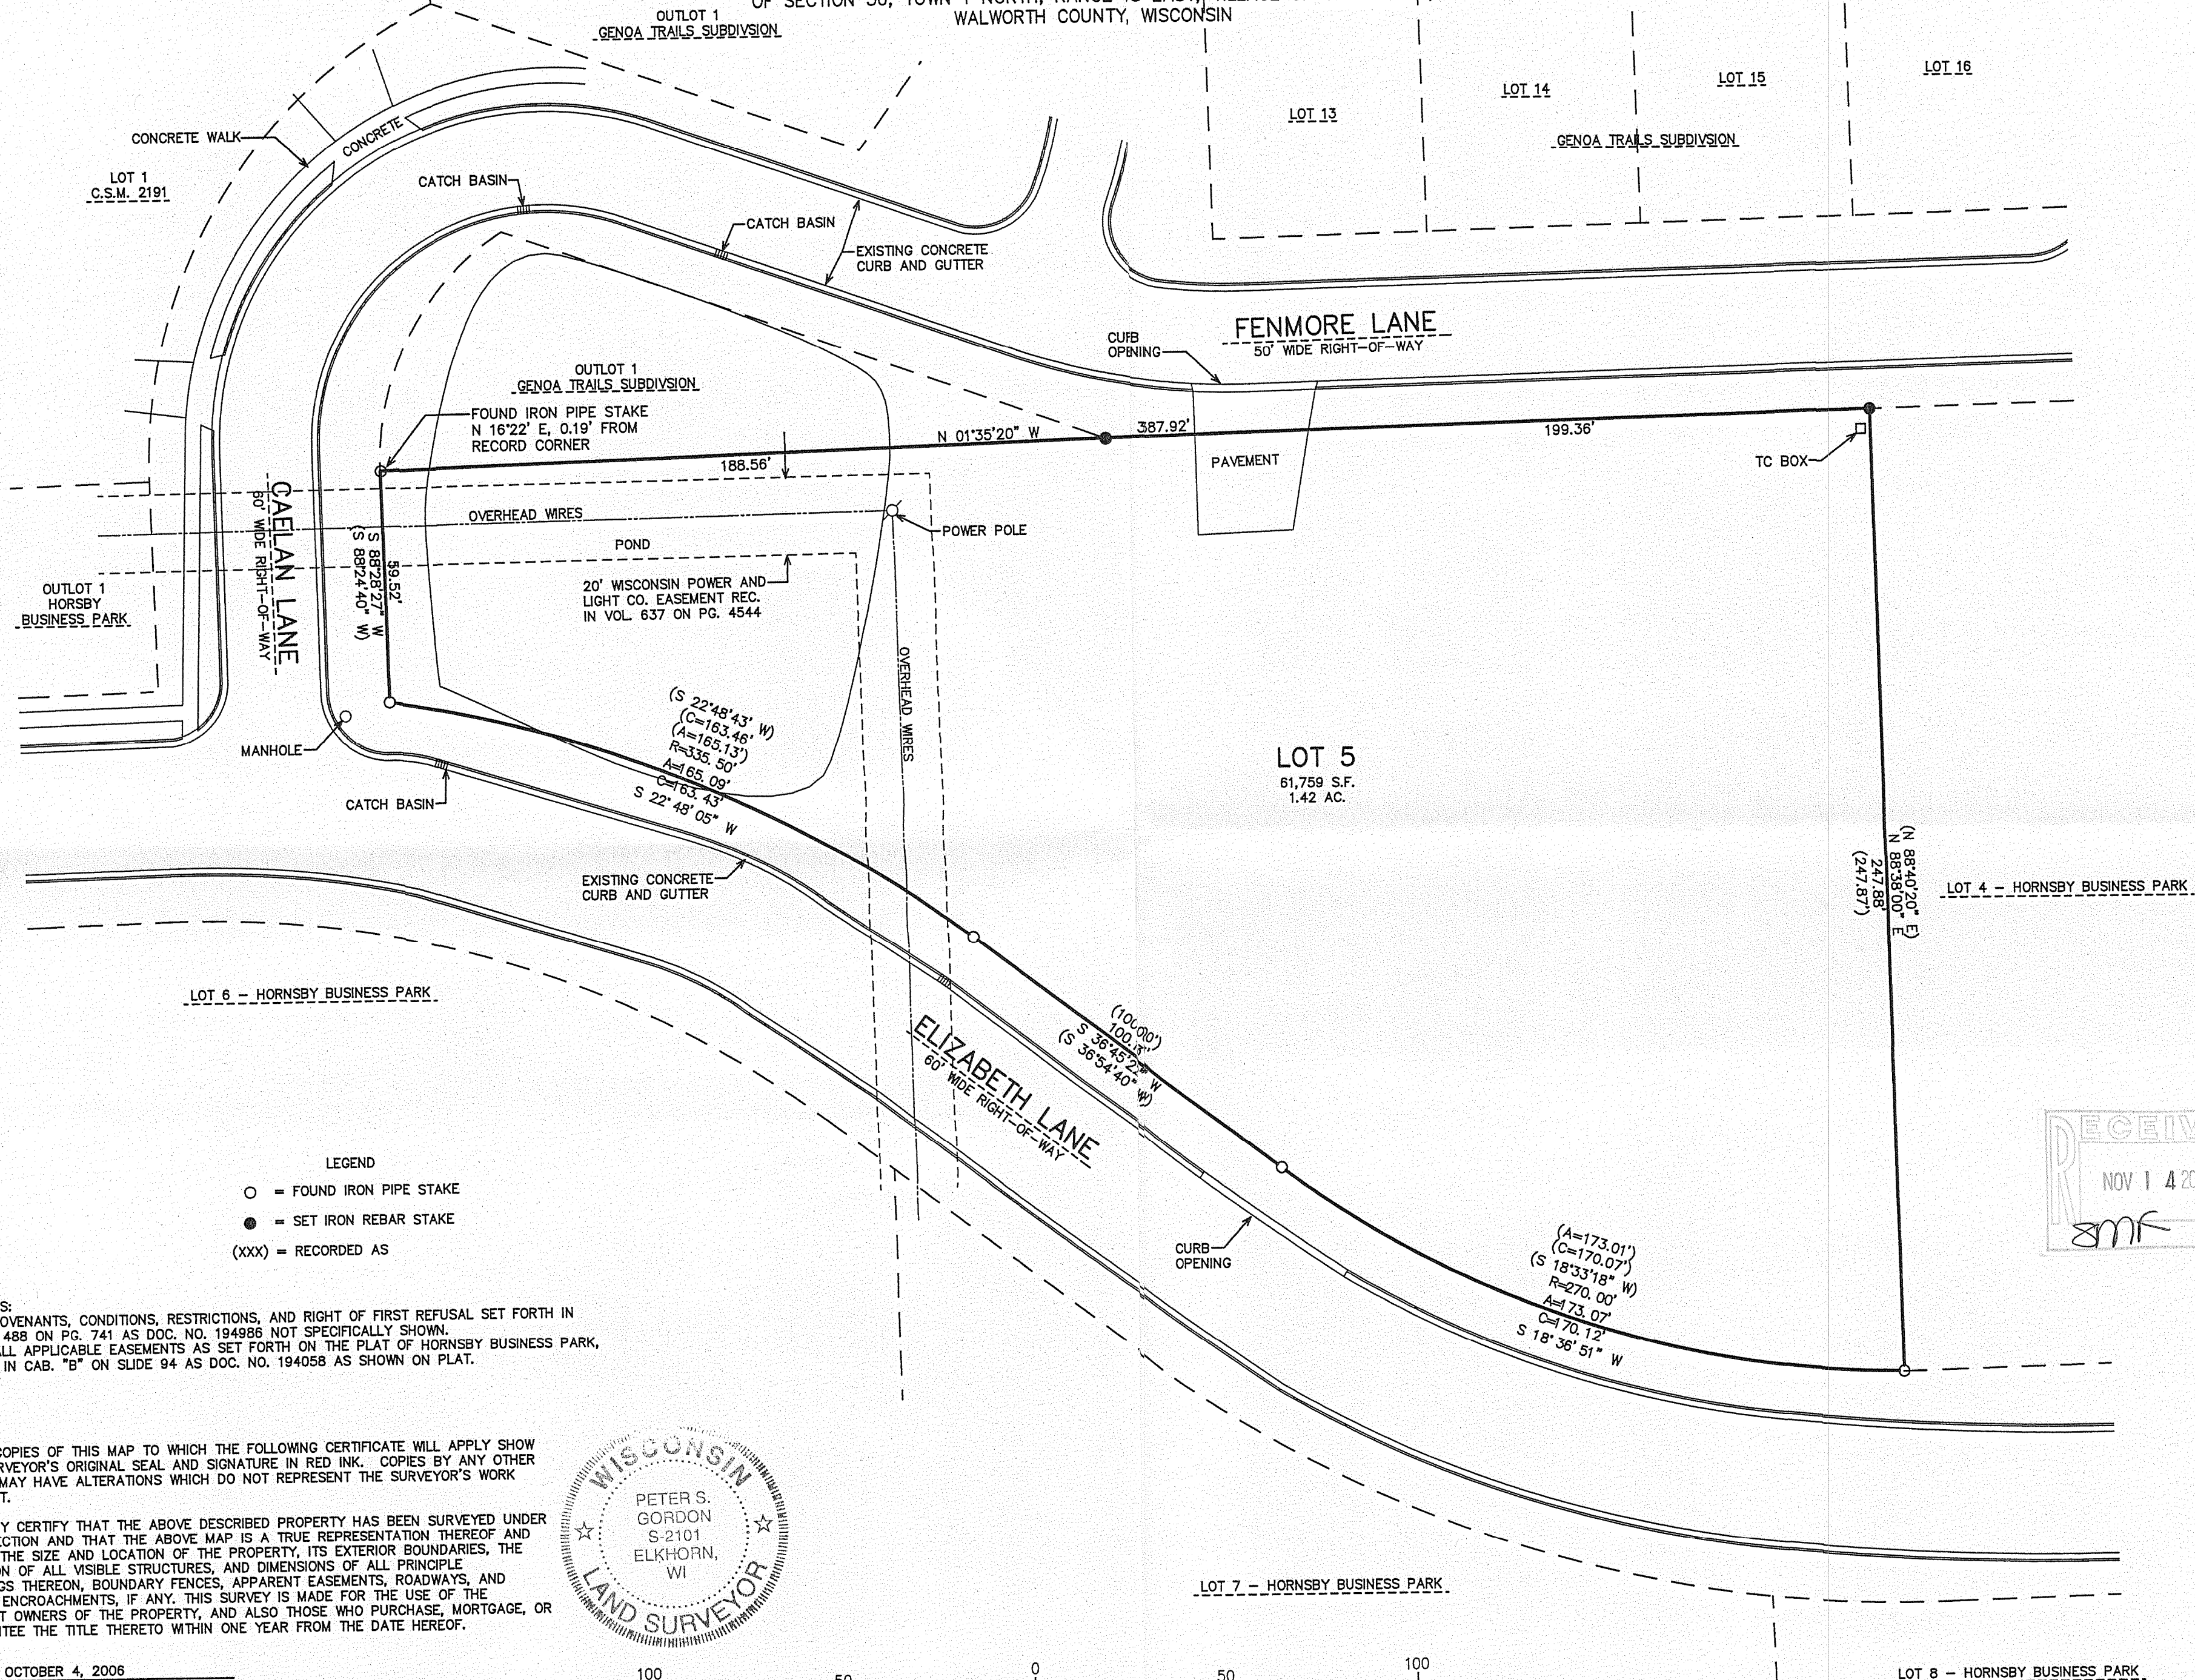 OUTLOT 1
GENOA TRAILS SUBDIVSION
WALWORTH COUNTY, WISCONSIN
LOT 13
LOT 14
LOT 15
LOT 16
GENOA TRAILS SUBDIVSION
CONCRETE WALK
CONCRETE
LOT 1
C.S.M. 2191
CATCH BASIN
CATCH BASIN
EXISTING CONCRETE
CURB AND GUTTER
FENMORE LANE
50' WIDE RIGHT-OF-WAY
CURB
OPENING
OUTLOT 1
GENOA TRAILS SUBDIVSION
FOUND IRON PIPE STAKE
N 16°22' E, 0.19' FROM
RECORD CORNER
N 01°35'20" W
387.92'
199.36'
188.56'
PAVEMENT
TC BOX
CAELAN LANE
60' WIDE RIGHT-OF-WAY
59.52'
S 88°28'27" W
(S 88°24'40" W)
OVERHEAD WIRES
POWER POLE
POND
20' WISCONSIN POWER AND
LIGHT CO. EASEMENT REC.
IN VOL. 637 ON PG. 4544
OUTLOT 1
HORSBY
BUSINESS PARK
OVERHEAD WIRES
(S 22°48'43' W)
(C=163.46')
(A=165.13')
R=335.50'
A=165.09'
C=163.43'
S 22°48'05" W
MANHOLE
CATCH BASIN
LOT 5
61,759 S.F.
1.42 AC.
(N 88°40'20" E)
N 88°38'00" E
247.88'
(247.87')
LOT 4 - HORNSBY BUSINESS PARK
EXISTING CONCRETE
CURB AND GUTTER
LOT 6 - HORNSBY BUSINESS PARK
S 36°45'22" W
(S 36°54'40" W)
ELIZABETH LANE
60' WIDE RIGHT-OF-WAY
CURB
OPENING
(A=173.01')
(C=170.07')
(S 18°33'18" W)
R=270.00'
A=173.07'
C=170.12'
S 18°36'51" W
NOV 14 20
LEGEND
○ = FOUND IRON PIPE STAKE
● = SET IRON REBAR STAKE
(XXX) = RECORDED AS
S:
OVENANTS, CONDITIONS, RESTRICTIONS, AND RIGHT OF FIRST REFUSAL SET FORTH IN
488 ON PG. 741 AS DOC. NO. 194986 NOT SPECIFICALLY SHOWN.
ALL APPLICABLE EASEMENTS AS SET FORTH ON THE PLAT OF HORNSBY BUSINESS PARK,
IN CAB. "B" ON SLIDE 94 AS DOC. NO. 194058 AS SHOWN ON PLAT.
COPIES OF THIS MAP TO WHICH THE FOLLOWING CERTIFICATE WILL APPLY SHOW
RVEYOR'S ORIGINAL SEAL AND SIGNATURE IN RED INK. COPIES BY ANY OTHER
MAY HAVE ALTERATIONS WHICH DO NOT REPRESENT THE SURVEYOR'S WORK
T.
Y CERTIFY THAT THE ABOVE DESCRIBED PROPERTY HAS BEEN SURVEYED UNDER
ECTION AND THAT THE ABOVE MAP IS A TRUE REPRESENTATION THEREOF AND
THE SIZE AND LOCATION OF THE PROPERTY, ITS EXTERIOR BOUNDARIES, THE
ON OF ALL VISIBLE STRUCTURES, AND DIMENSIONS OF ALL PRINCIPLE
GS THEREON, BOUNDARY FENCES, APPARENT EASEMENTS, ROADWAYS, AND
ENCROACHMENTS, IF ANY. THIS SURVEY IS MADE FOR THE USE OF THE
T OWNERS OF THE PROPERTY, AND ALSO THOSE WHO PURCHASE, MORTGAGE, OR
TEE THE TITLE THERETO WITHIN ONE YEAR FROM THE DATE HEREOF.
WISCONSIN
PETER S.
GORDON
S-2101
ELKHORN,
WI
LAND SURVEYOR
LOT 7 - HORNSBY BUSINESS PARK
OCTOBER 4, 2006
100
50
0
50
100
LOT 8 - HORNSBY BUSINESS PARK